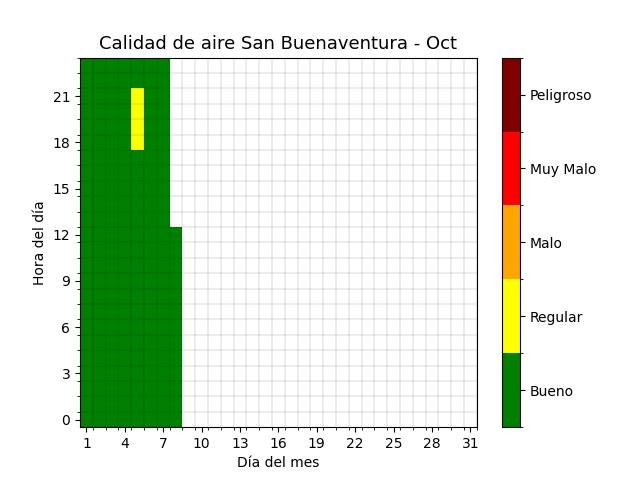 Calidad de aire San Buenaventura - Oct
Hora del día
21
18
15
12
9
6
3
0
1 4 7 10 13 16 19 22 25 28 31
Día del mes
Peligroso
Muy Malo
Malo
Regular
Bueno